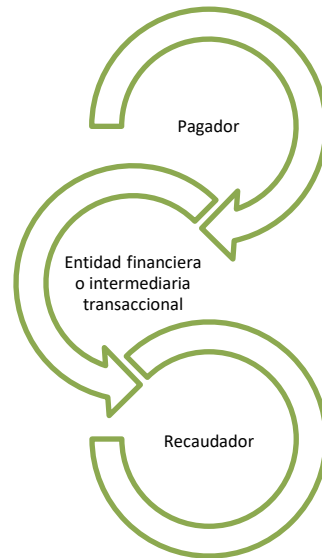 Pagador
Entidad financiera
o intermediaria
transaccional
Recaudador